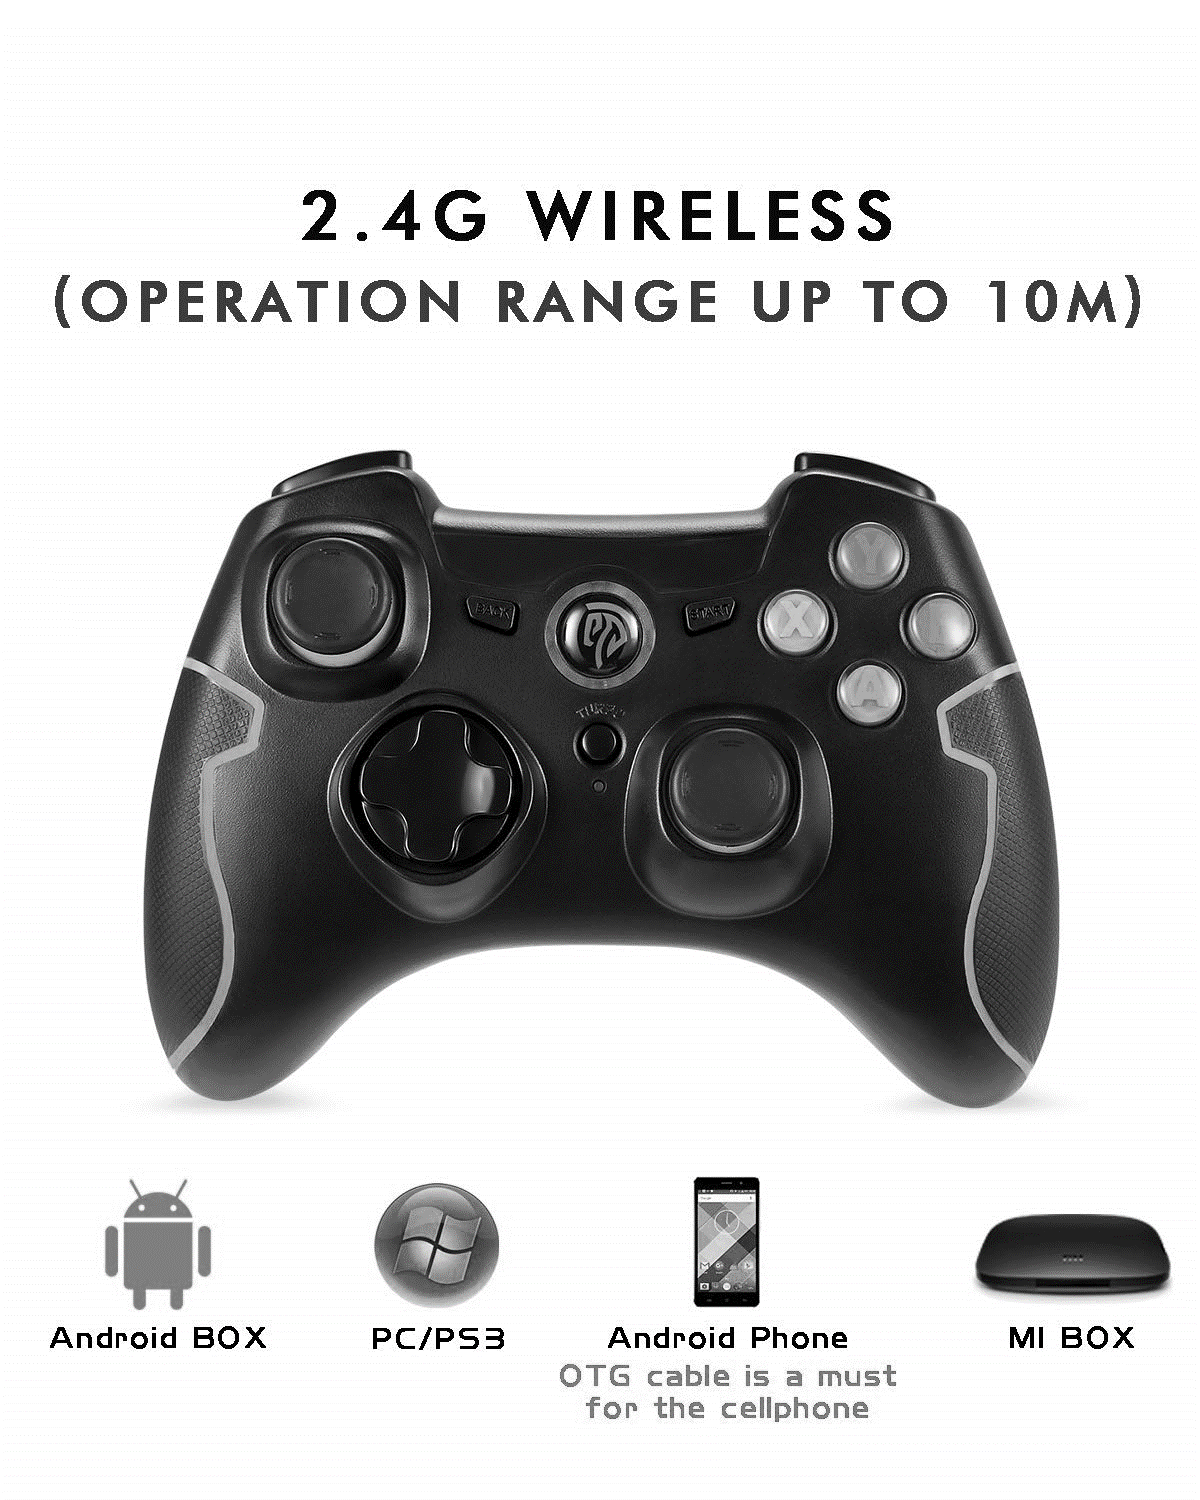 2.4G WIRELESS
(OPERATION RANGE UP TO 10M)
Y
BACK
START
X
A
TURBO
Android BOX
PC/PS3
Android Phone
MI BOX
OTG cable is a must
for the cellphone